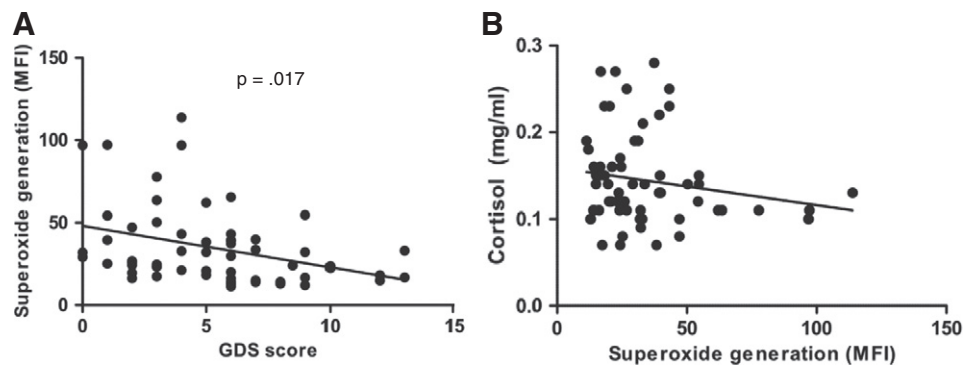 A
Superoxide generation (MFI)
150
100
50
0
p = .017
0 5 10 15
GDS score
B
Cortisol (mg/ml)
0.3
0.2
0.1
0.0
0 50 100 150
Superoxide generation (MFI)